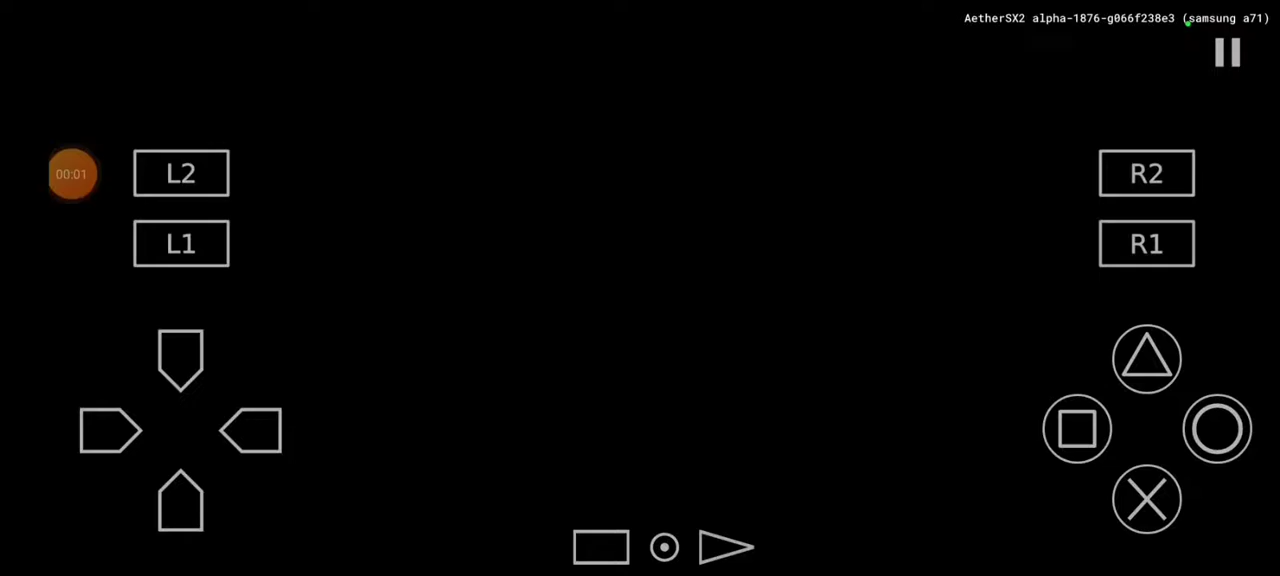 AetherSX2 alpha-1876-g066f238e3 (samsung a71)
00:01
L2
R2
L1
R1